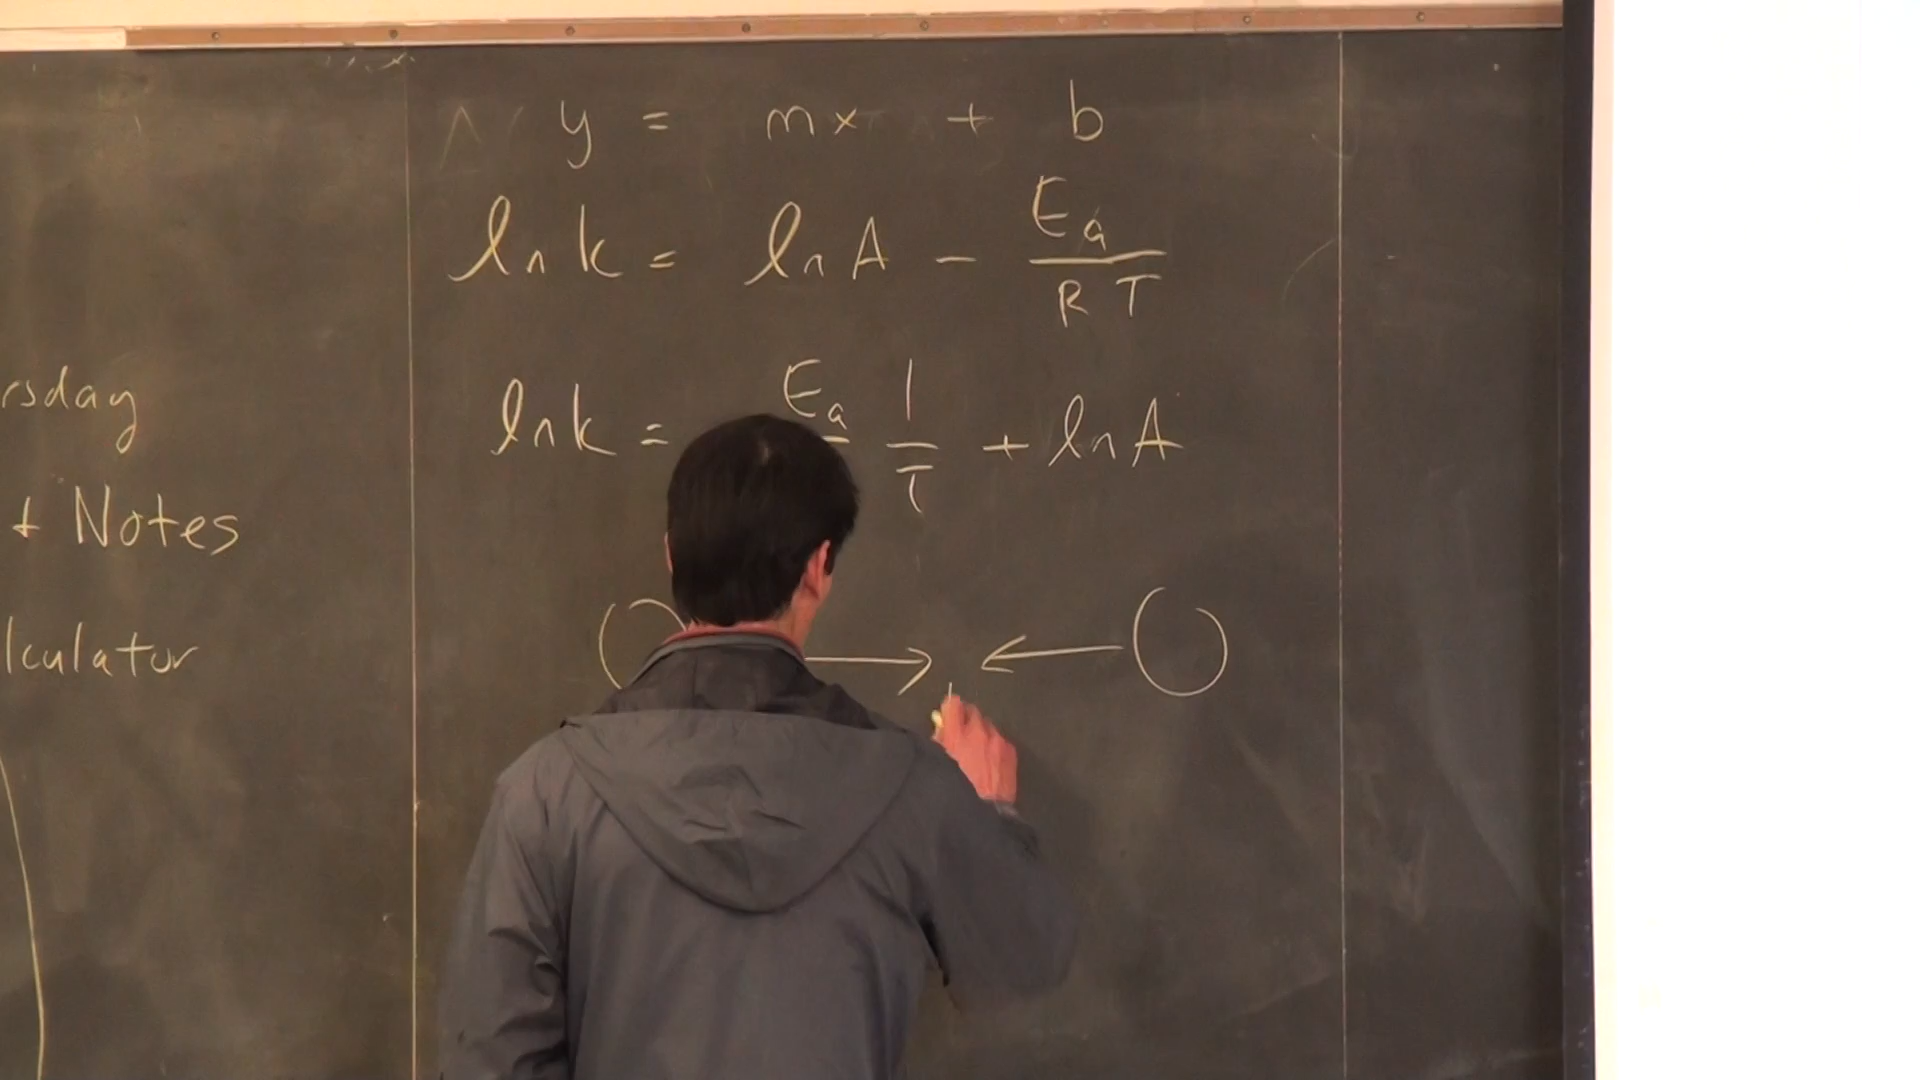 rsday
+ Notes
lculator
y = mx + b
ln k = ln A - Ea / RT
ln k = Ea 1/T + ln A